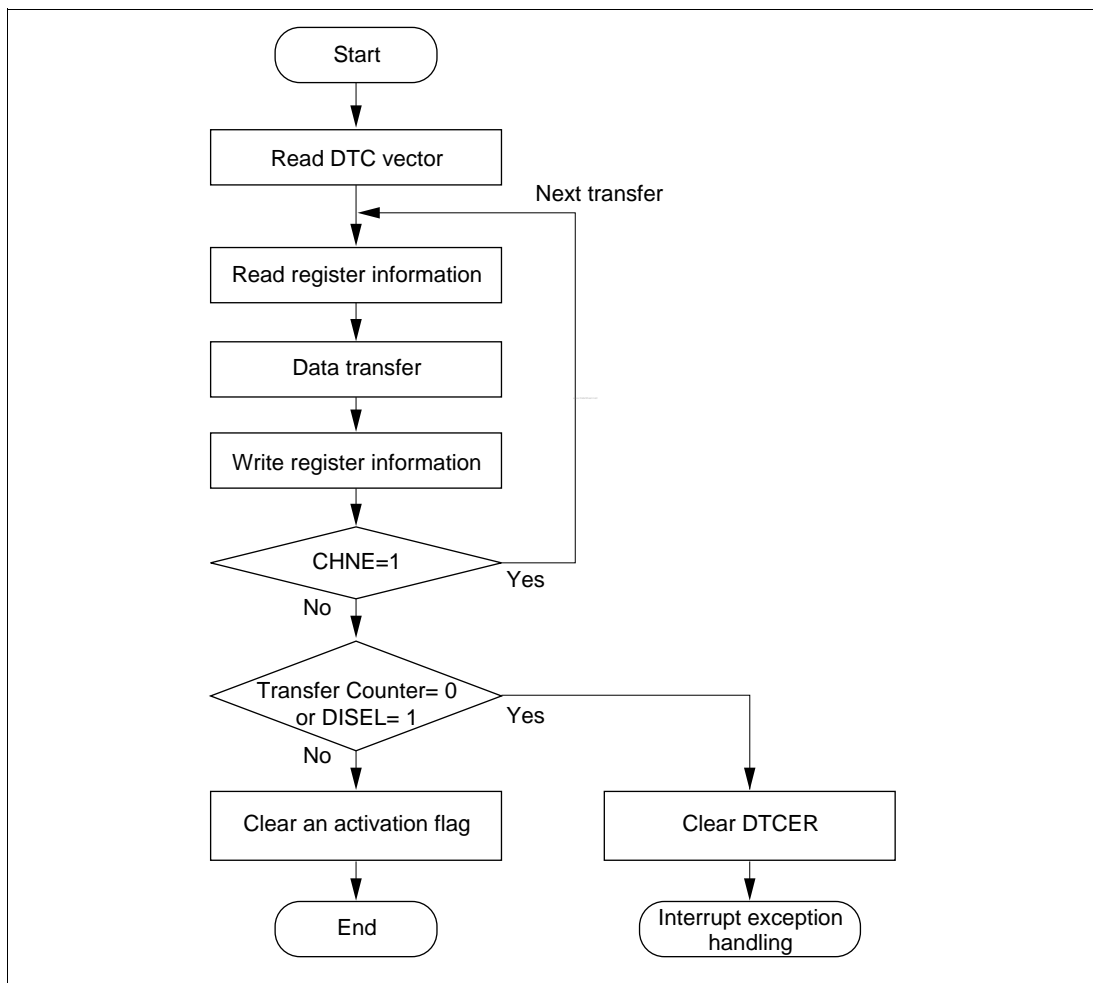 Start
Read DTC vector
Next transfer
Read register information
Data transfer
Write register information
CHNE=1
Yes
No
Transfer Counter= 0
or DISEL= 1
Yes
No
Clear an activation flag
Clear DTCER
End
Interrupt exception
handling